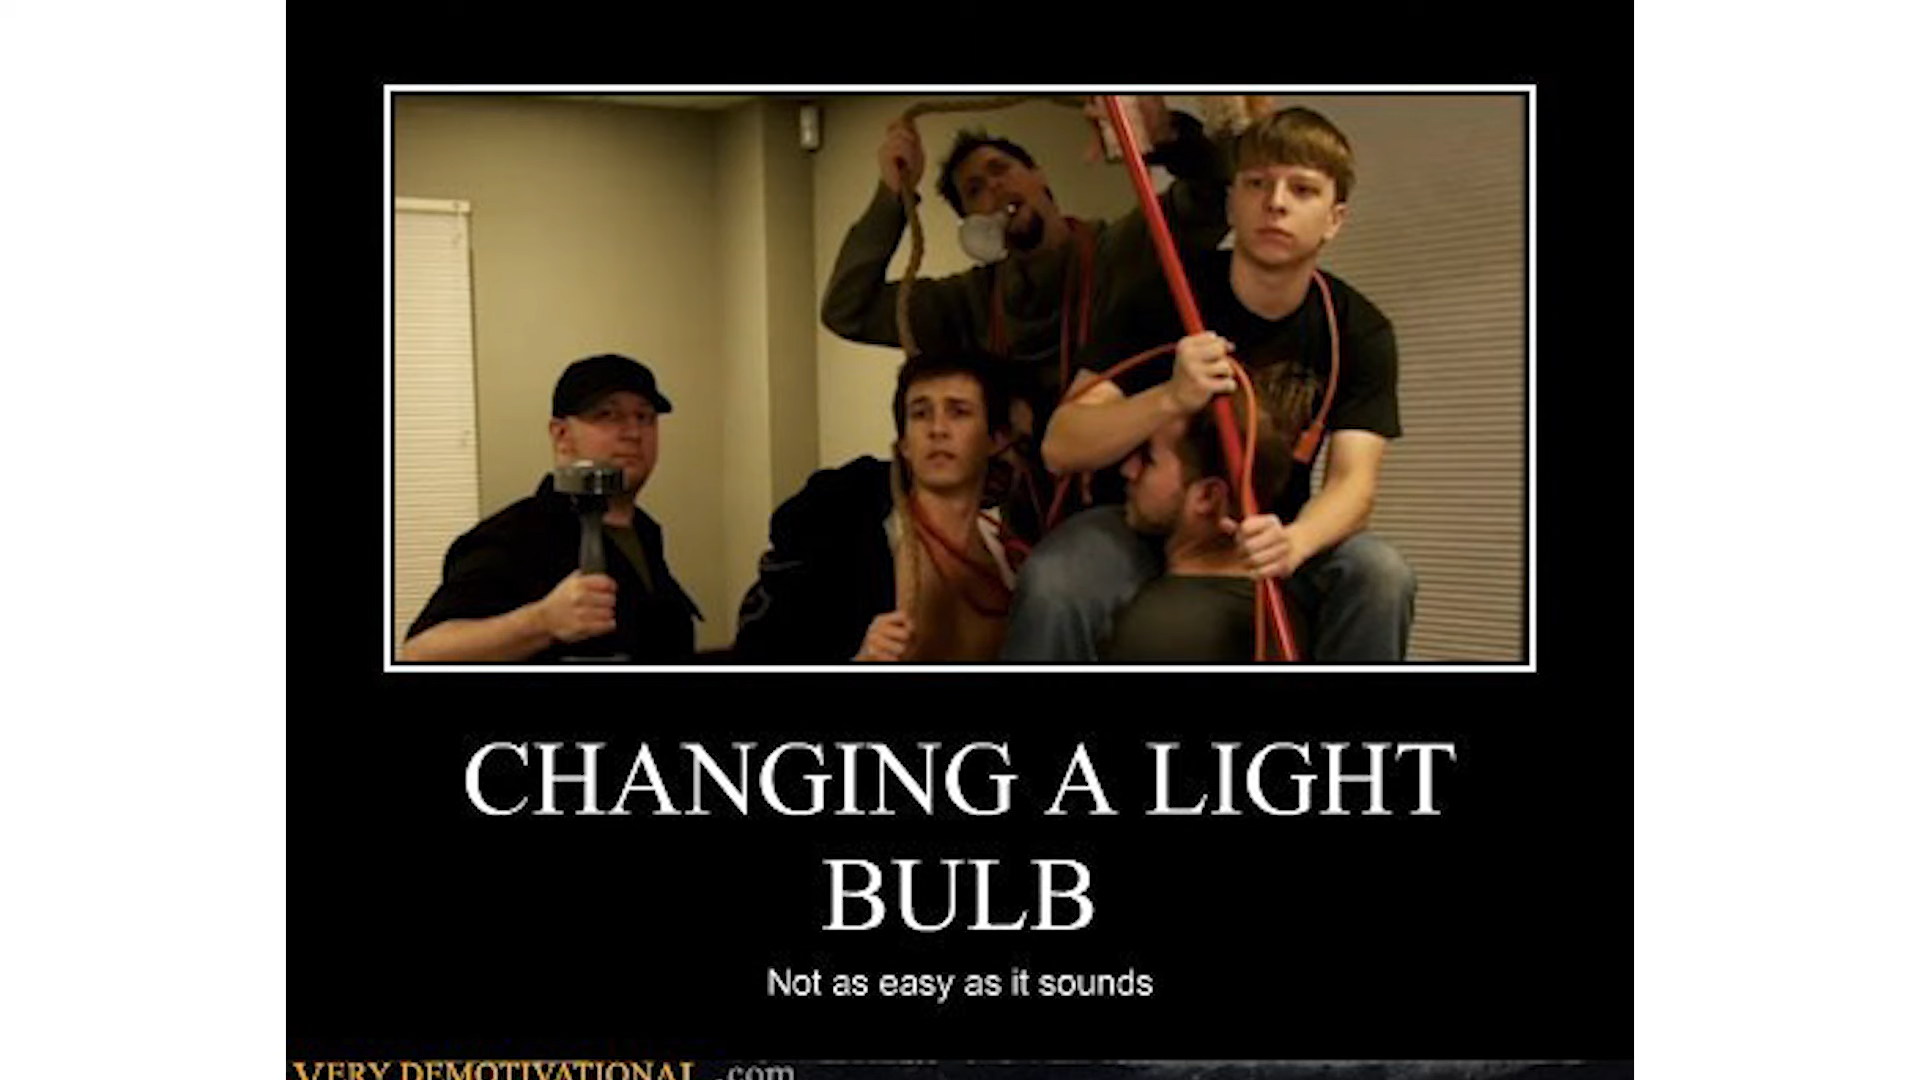 CHANGING A LIGHT
BULB
Not as easy as it sounds
VERY DEMOTIVATIONAL .com